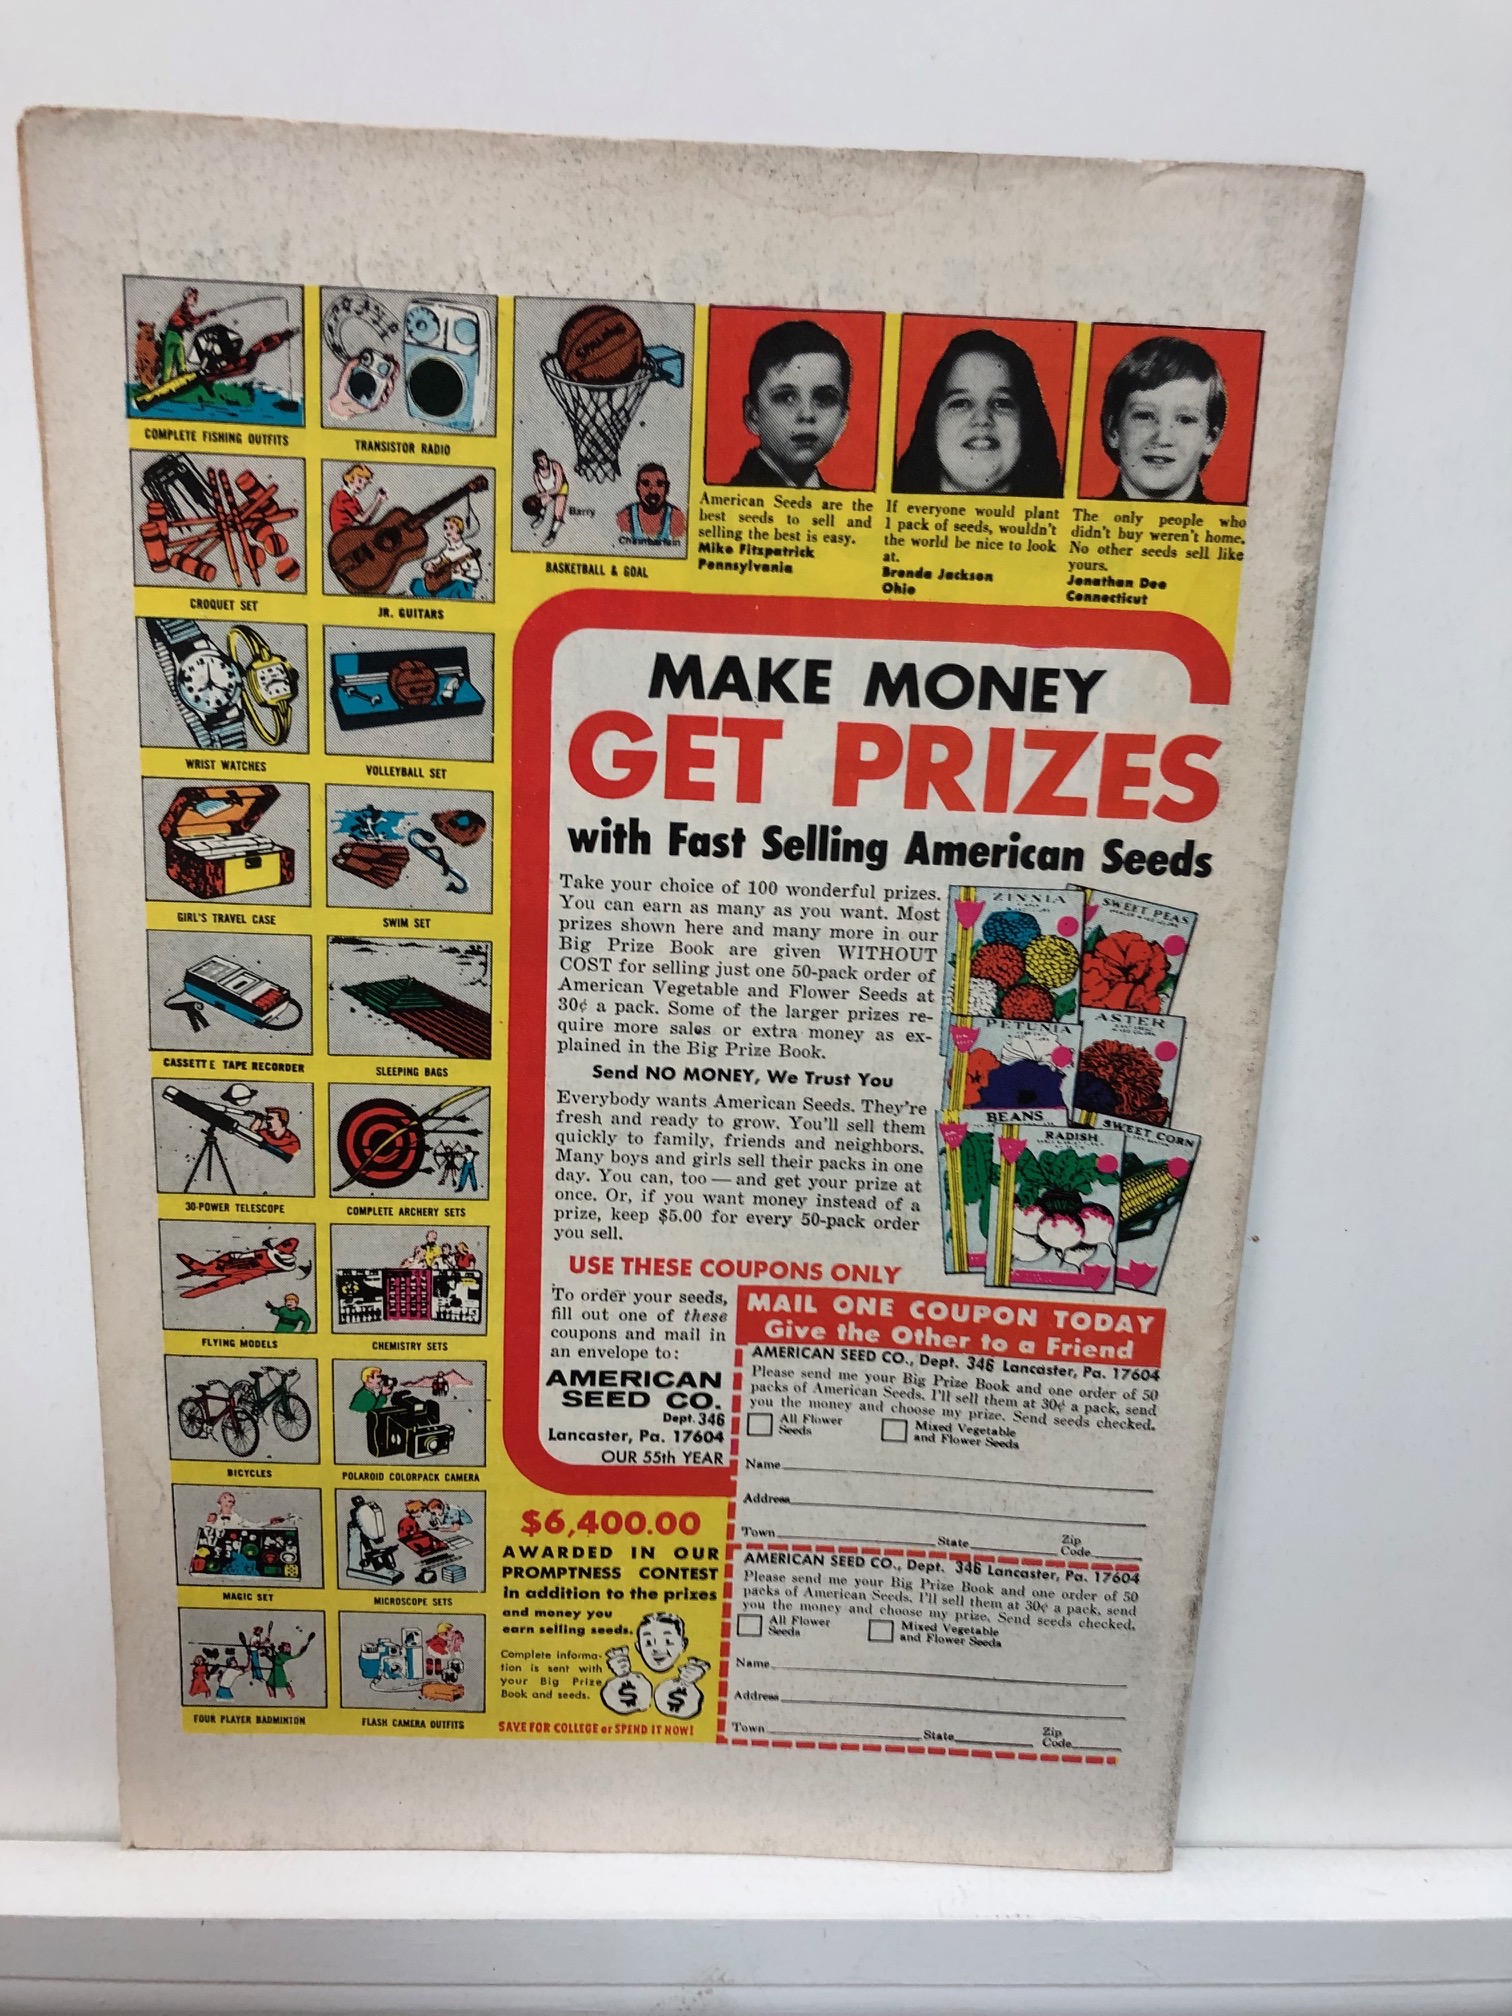 COMPLETE FISHING OUTFITS
TRANSISTOR RADIO
Spalding
Barry
Chamberlain
BASKETBALL & GOAL
CROQUET SET
JR. GUITARS
WRIST WATCHES
VOLLEYBALL SET
GIRL'S TRAVEL CASE
SWIM SET
CASSETTE TAPE RECORDER
SLEEPING BAGS
30-POWER TELESCOPE
COMPLETE ARCHERY SETS
FLYING MODELS
CHEMISTRY SETS
BICYCLES
POLAROID COLORPACK CAMERA
MAGIC SET
MICROSCOPE SETS
FOUR PLAYER BADMINTON
FLASH CAMERA OUTFITS
American Seeds are the
best seeds to sell and
selling the best is easy.
Mike Fitzpatrick
Pennsylvania
If everyone would plant
1 pack of seeds, wouldn't
the world be nice to look
at.
Brenda Jackson
Ohio
The only people who
didn't buy weren't home.
No other seeds sell like
yours.
Jonathan Dee
Connecticut
MAKE MONEY
GET PRIZES
with Fast Selling American Seeds
Take your choice of 100 wonderful prizes.
You can earn as many as you want. Most
prizes shown here and many more in our
Big Prize Book are given WITHOUT
COST for selling just one 50-pack order of
American Vegetable and Flower Seeds at
30¢ a pack. Some of the larger prizes re-
quire more sales or extra money as ex-
plained in the Big Prize Book.
Send NO MONEY, We Trust You
Everybody wants American Seeds. They're
fresh and ready to grow. You'll sell them
quickly to family, friends and neighbors.
Many boys and girls sell their packs in one
day. You can, too — and get your prize at
once. Or, if you want money instead of a
prize, keep $5.00 for every 50-pack order
you sell.
ZINNIA
SWEET PEAS
PETUNIA
ASTER
BEANS
RADISH
SWEET CORN
USE THESE COUPONS ONLY
To order your seeds,
fill out one of these
coupons and mail in
an envelope to:
AMERICAN
SEED CO.
Dept. 346
Lancaster, Pa. 17604
OUR 55th YEAR
$6,400.00
AWARDED IN OUR
PROMPTNESS CONTEST
in addition to the prizes
and money you
earn selling seeds.
Complete informa-
tion is sent with
your Big Prize
Book and seeds.
$ $
SAVE FOR COLLEGE or SPEND IT NOW!
MAIL ONE COUPON TODAY
Give the Other to a Friend
AMERICAN SEED CO., Dept. 346 Lancaster, Pa. 17604
Please send me your Big Prize Book and one order of 50
packs of American Seeds. I'll sell them at 30¢ a pack, send
you the money and choose my prize. Send seeds checked.
All Flower Seeds
Mixed Vegetable and Flower Seeds
Name
Address
Town State Zip Code
AMERICAN SEED CO., Dept. 346 Lancaster, Pa. 17604
Please send me your Big Prize Book and one order of 50
packs of American Seeds. I'll sell them at 30¢ a pack, send
you the money and choose my prize. Send seeds checked.
All Flower Seeds
Mixed Vegetable and Flower Seeds
Name
Address
Town State Zip Code